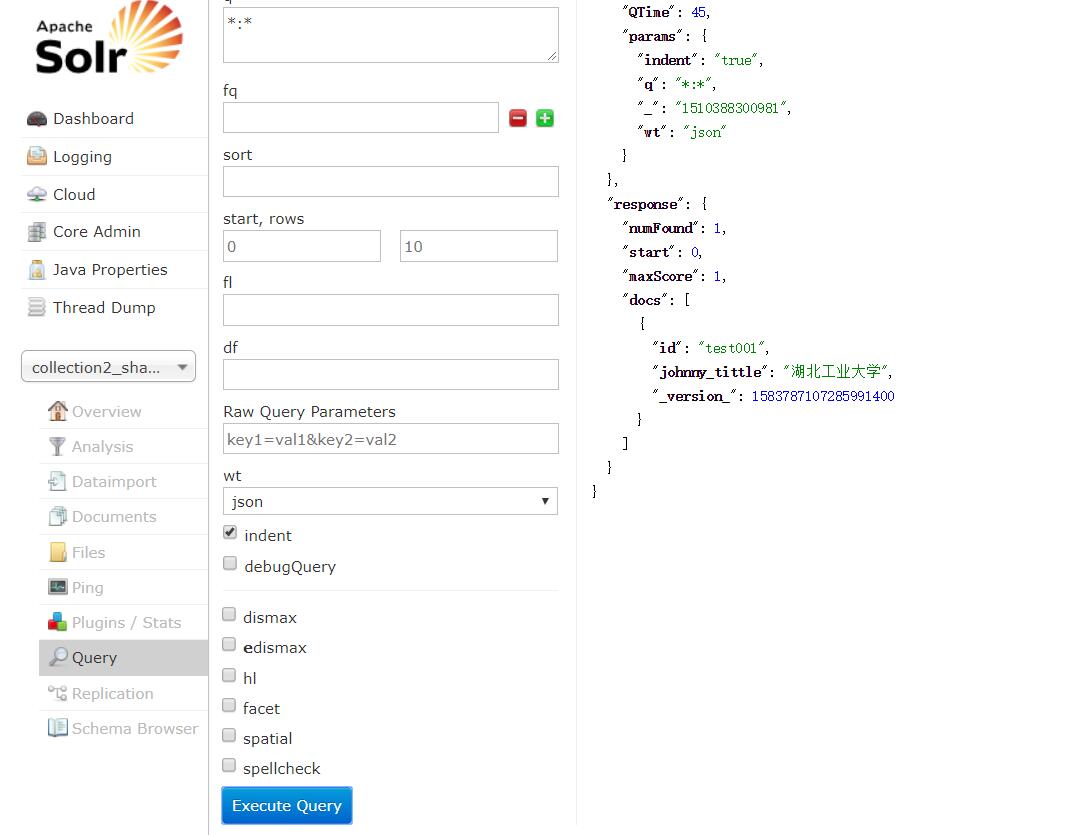 Apache
Solr
Dashboard
Logging
Cloud
Core Admin
Java Properties
Thread Dump
collection2_sha...
Overview
Analysis
Dataimport
Documents
Files
Ping
Plugins / Stats
Query
Replication
Schema Browser
*:*
fq
sort
start, rows
0 10
fl
df
Raw Query Parameters
key1=val1&key2=val2
wt
json
indent
debugQuery
dismax
edismax
hl
facet
spatial
spellcheck
Execute Query
"QTime": 45,
"params": {
"indent": "true",
"q": "*:*",
"_": "1510388300981",
"wt": "json"
}
},
"response": {
"numFound": 1,
"start": 0,
"maxScore": 1,
"docs": [
{
"id": "test001",
"johnny_tittle": "湖北工业大学",
"_version_": 1583787107285991400
}
]
}
}